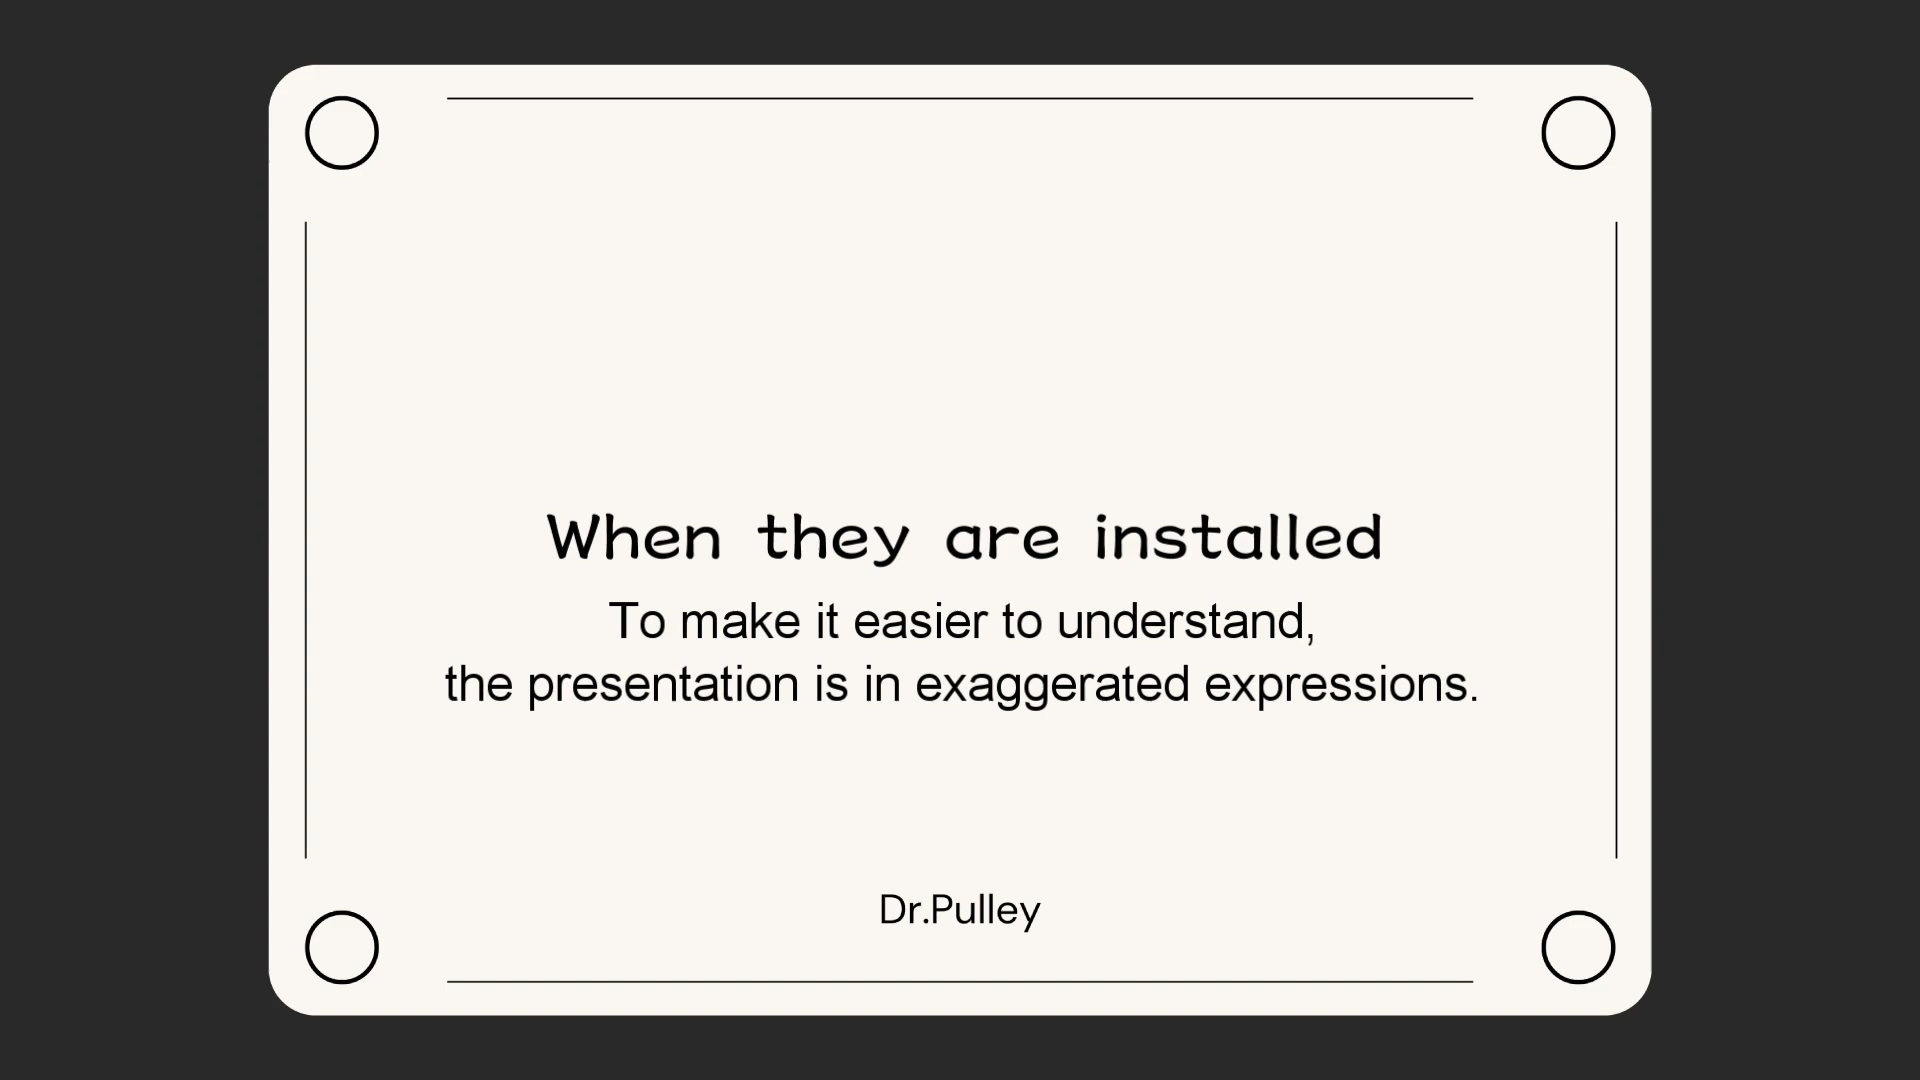 When they are installed
To make it easier to understand,
the presentation is in exaggerated expressions.
Dr.Pulley